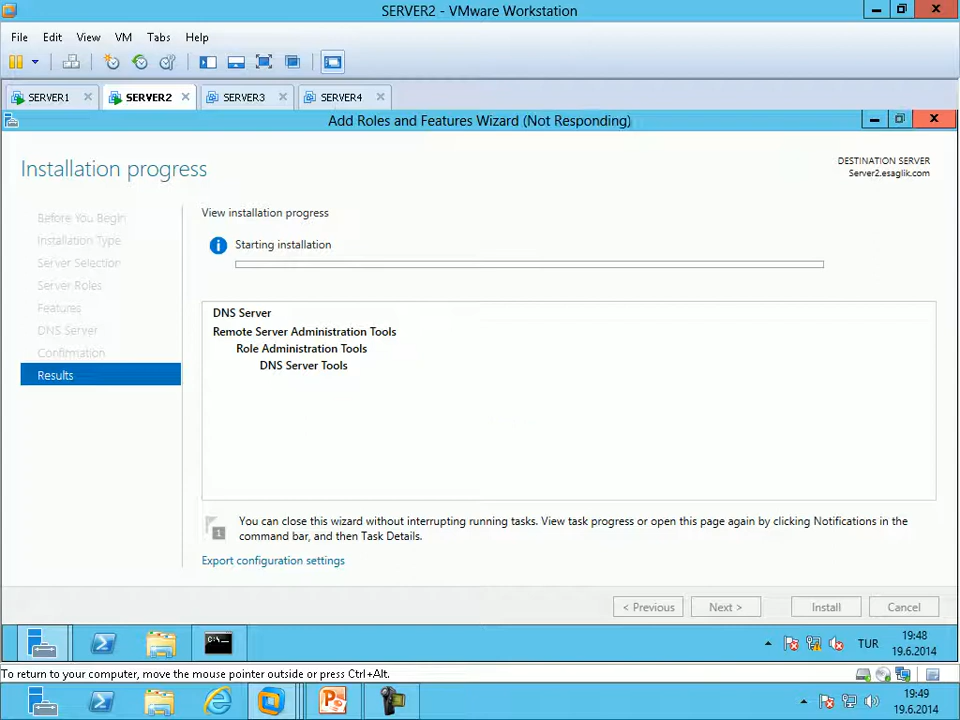 SERVER2 - VMware Workstation
File Edit View VM Tabs Help
SERVER1 SERVER2 SERVER3 SERVER4
Add Roles and Features Wizard (Not Responding)
Installation progress
DESTINATION SERVER
Server2.esaglik.com
Before You Begin
Installation Type
Server Selection
Server Roles
Features
DNS Server
Confirmation
Results
View installation progress
Starting installation
DNS Server
Remote Server Administration Tools
Role Administration Tools
DNS Server Tools
1
You can close this wizard without interrupting running tasks. View task progress or open this page again by clicking Notifications in the
command bar, and then Task Details.
Export configuration settings
< Previous Next > Install Cancel
TUR
19:48
19.6.2014
To return to your computer, move the mouse pointer outside or press Ctrl+Alt.
19:49
19.6.2014